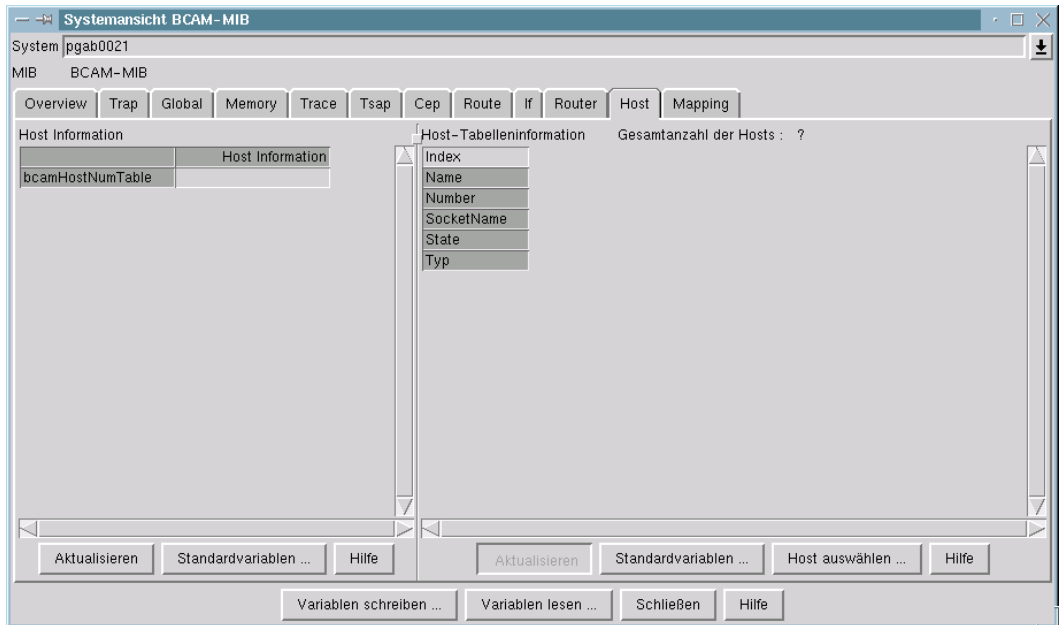 Systemansicht BCAM-MIB
System pgab0021
MIB BCAM-MIB
Overview Trap Global Memory Trace Tsap Cep Route If Router Host Mapping
Host Information
Host Information
bcamHostNumTable
Host-Tabelleninformation Gesamtanzahl der Hosts : ?
Index
Name
Number
SocketName
State
Typ
Aktualisieren Standardvariablen ... Hilfe
Aktualisieren Standardvariablen ... Host auswählen ... Hilfe
Variablen schreiben ... Variablen lesen ... Schließen Hilfe